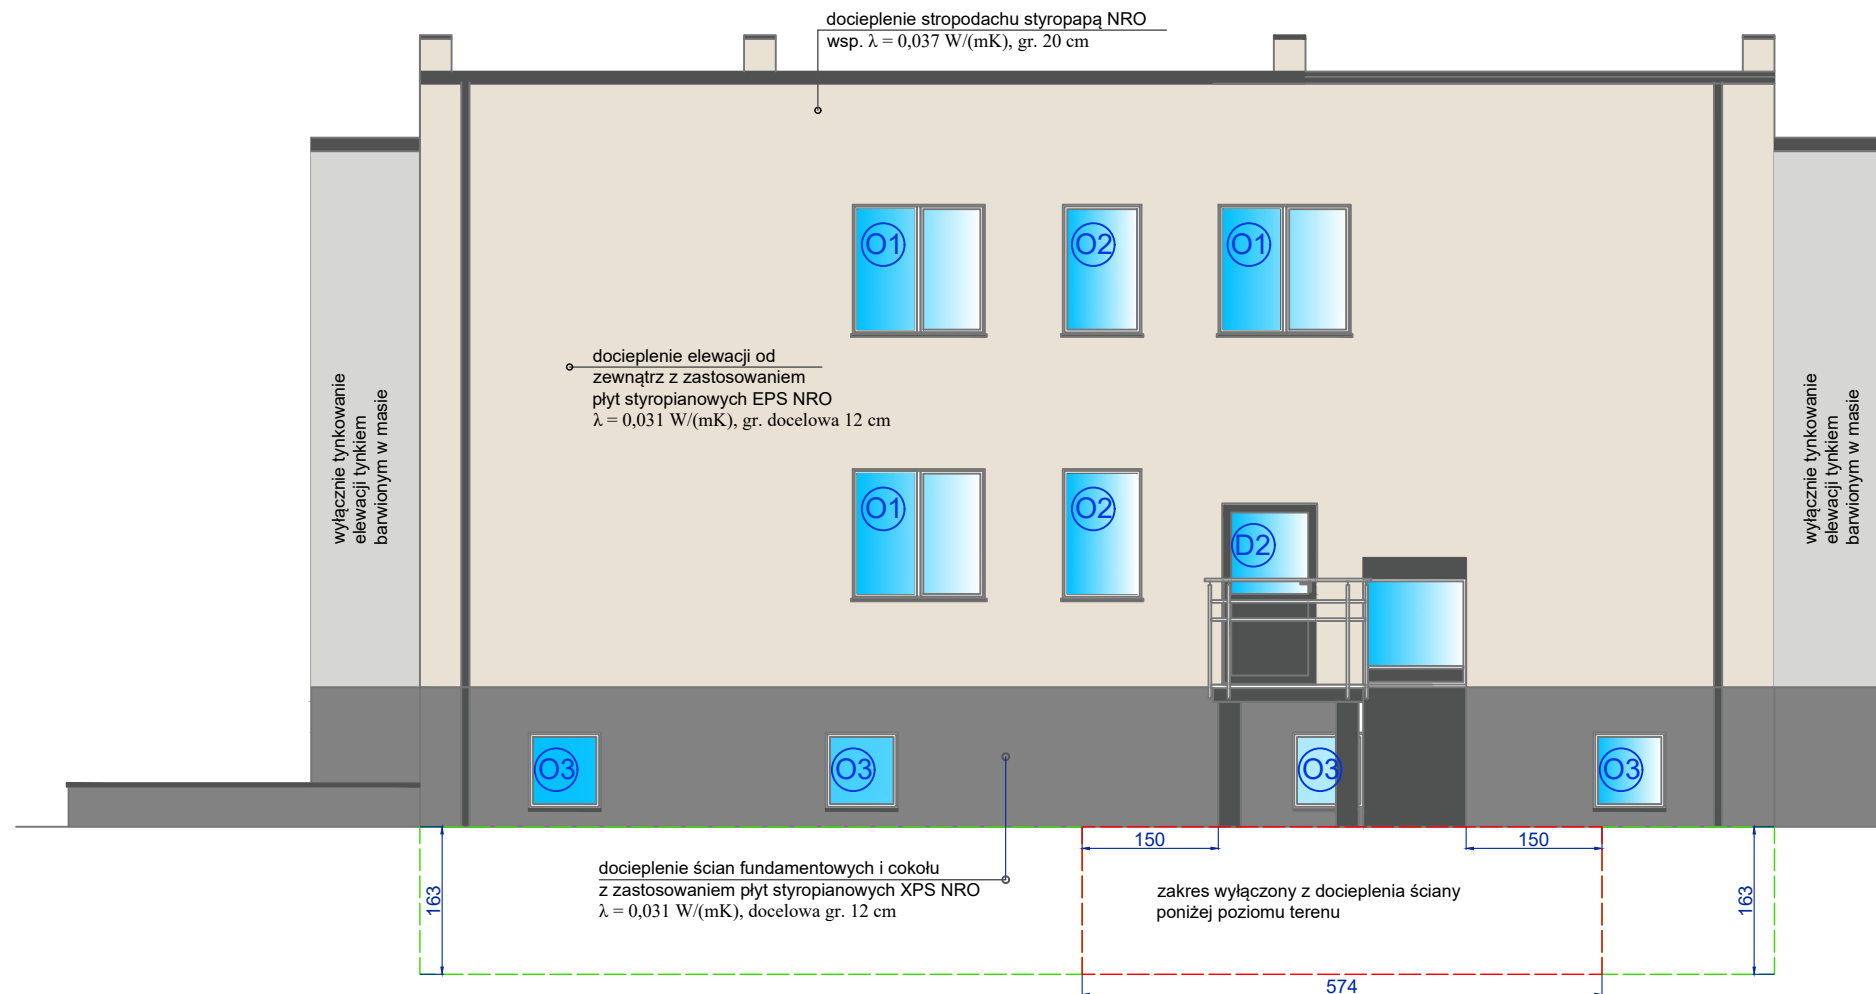 docieplenie stropodachu styropapą NRO
wsp. λ = 0,037 W/(mK), gr. 20 cm
O1
O2
O1
docieplenie elewacji od
zewnątrz z zastosowaniem
płyt styropianowych EPS NRO
λ = 0,031 W/(mK), gr. docelowa 12 cm
wyłącznie tynkowanie
elewacji tynkiem
barwionym w masie
wyłącznie tynkowanie
elewacji tynkiem
barwionym w masie
O1
O2
D2
O3
O3
O3
O3
150
150
163
docieplenie ścian fundamentowych i cokołu
z zastosowaniem płyt styropianowych XPS NRO
λ = 0,031 W/(mK), docelowa gr. 12 cm
zakres wyłączony z docieplenia ściany
poniżej poziomu terenu
163
574